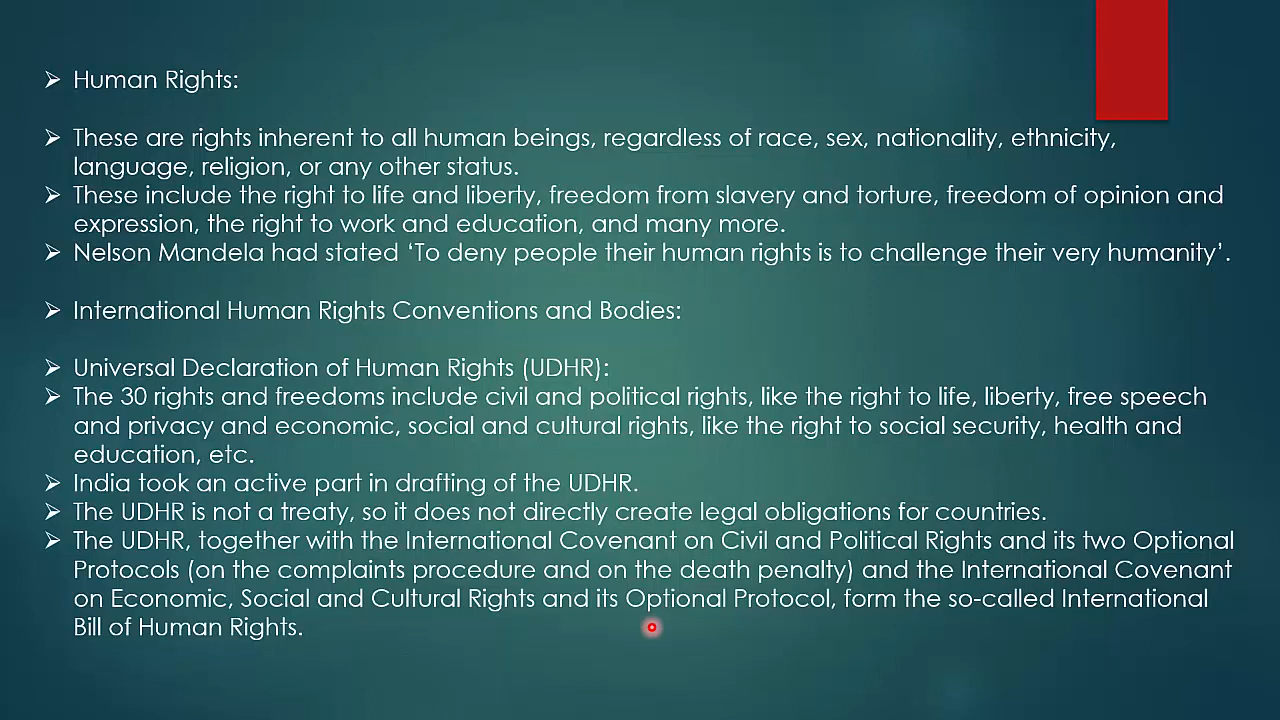 ➢ Human Rights:
➢ These are rights inherent to all human beings, regardless of race, sex, nationality, ethnicity,
language, religion, or any other status.
➢ These include the right to life and liberty, freedom from slavery and torture, freedom of opinion and
expression, the right to work and education, and many more.
➢ Nelson Mandela had stated ‘To deny people their human rights is to challenge their very humanity’.
➢ International Human Rights Conventions and Bodies:
➢ Universal Declaration of Human Rights (UDHR):
➢ The 30 rights and freedoms include civil and political rights, like the right to life, liberty, free speech
and privacy and economic, social and cultural rights, like the right to social security, health and
education, etc.
➢ India took an active part in drafting of the UDHR.
➢ The UDHR is not a treaty, so it does not directly create legal obligations for countries.
➢ The UDHR, together with the International Covenant on Civil and Political Rights and its two Optional
Protocols (on the complaints procedure and on the death penalty) and the International Covenant
on Economic, Social and Cultural Rights and its Optional Protocol, form the so-called International
Bill of Human Rights.